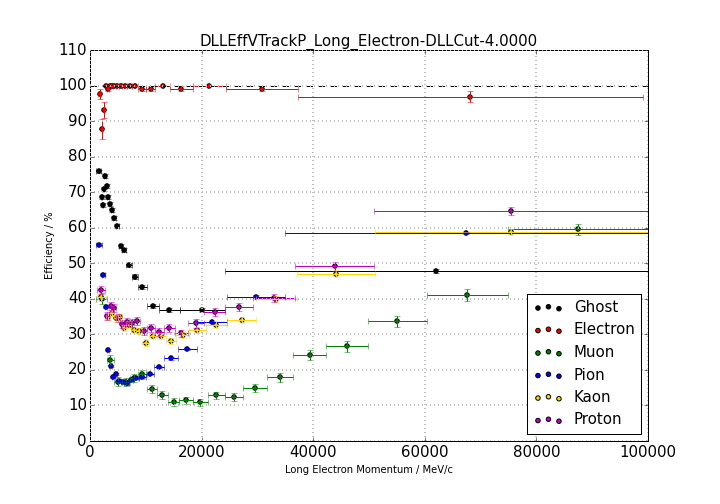 DLLEffVTrackP_Long_Electron-DLLCut-4.0000
110
100
90
80
70
60
50
40
30
20
10
0
Efficiency / %
Ghost
Electron
Muon
Pion
Kaon
Proton
0 20000 40000 60000 80000 100000
Long Electron Momentum / MeV/c